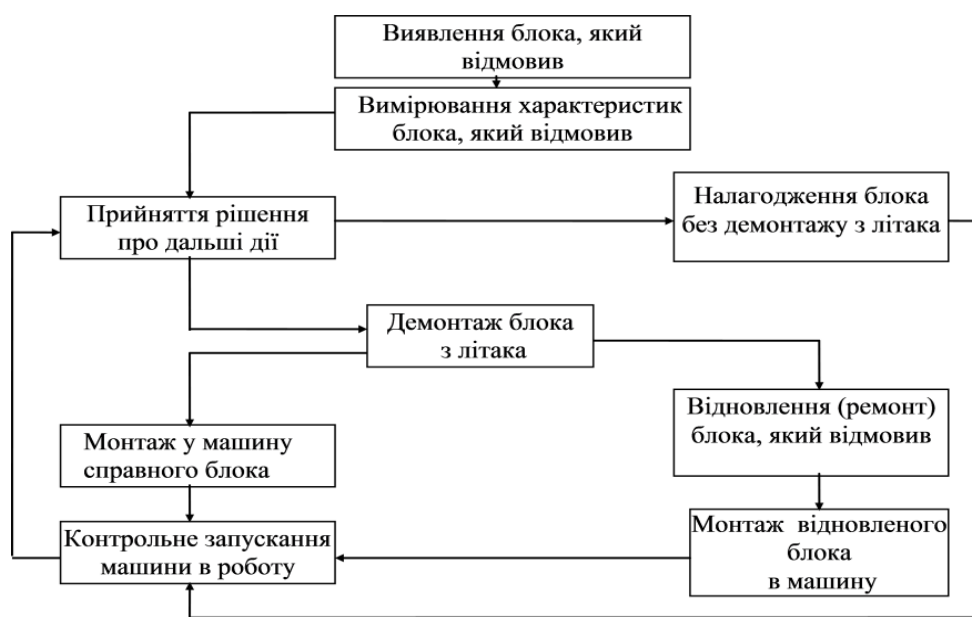 Виявлення блока, який
відмовив
Вимірювання характеристик
блока, який відмовив
Прийняття рішення
про дальші дії
Налагодження блока
без демонтажу з літака
Демонтаж блока
з літака
Відновлення (ремонт)
блока, який відмовив
Монтаж у машину
справного блока
Монтаж відновленого
блока
в машину
Контрольне запускання
машини в роботу